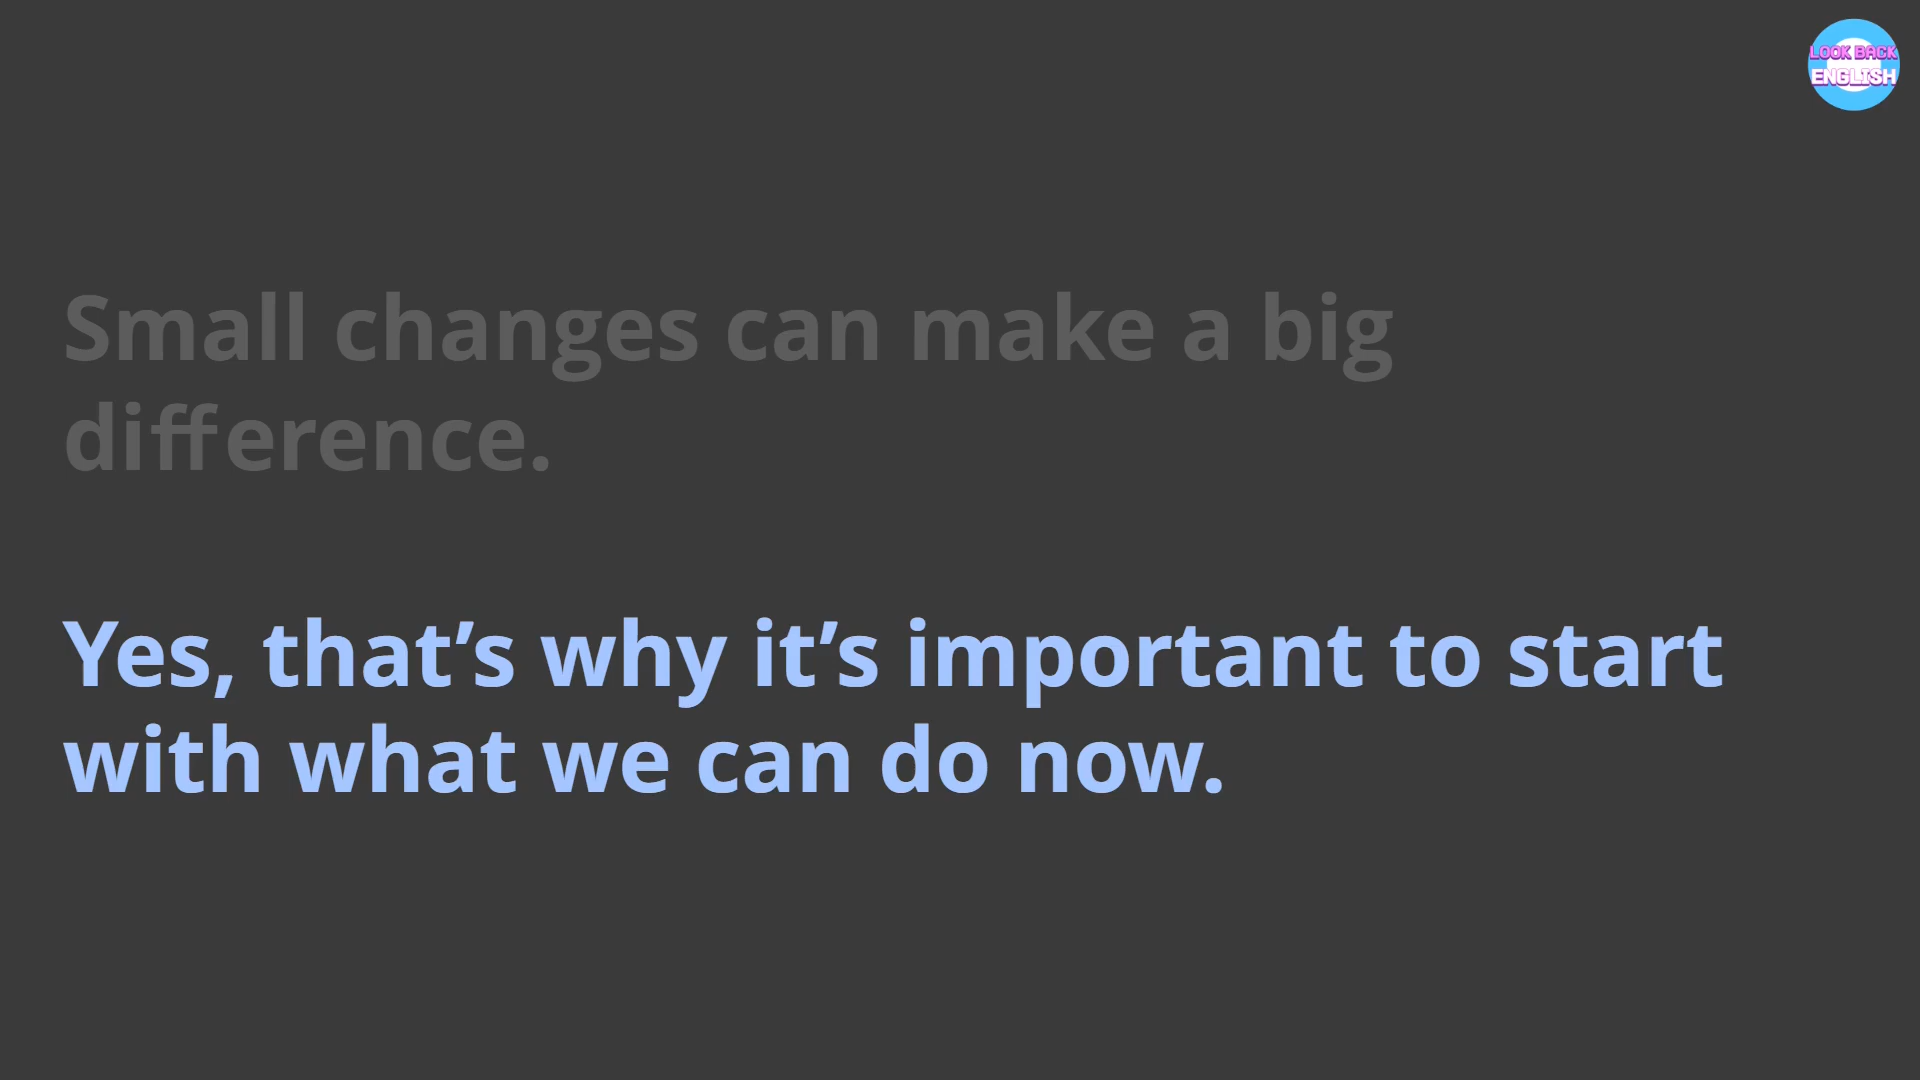 LOOK BACK
ENGLISH
Small changes can make a big
difference.
Yes, that’s why it’s important to start
with what we can do now.